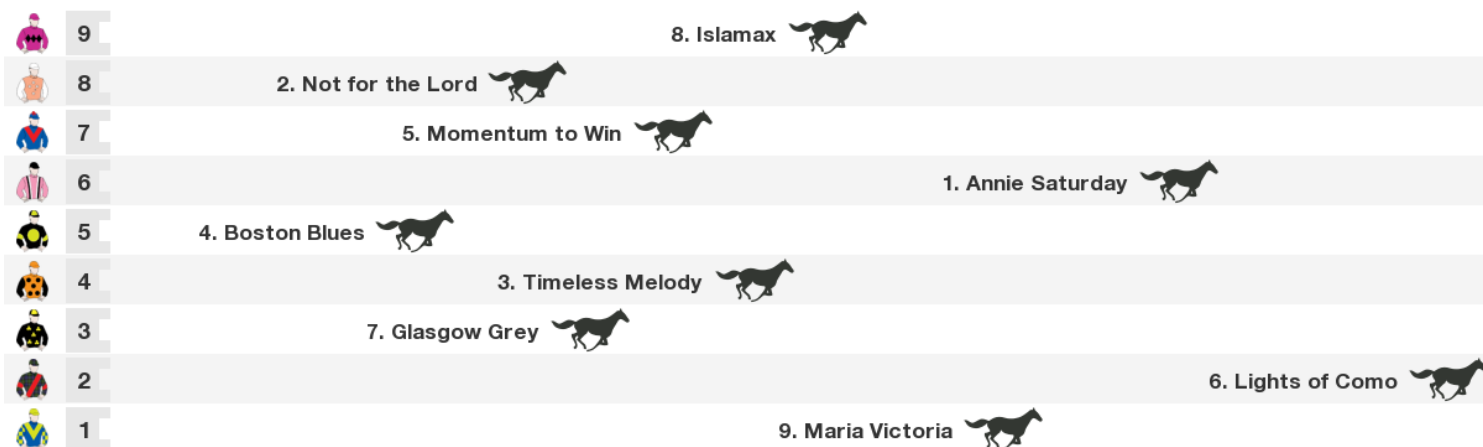 9 8. Islamax
8 2. Not for the Lord
7 5. Momentum to Win
6 1. Annie Saturday
5 4. Boston Blues
4 3. Timeless Melody
3 7. Glasgow Grey
2 6. Lights of Como
1 9. Maria Victoria